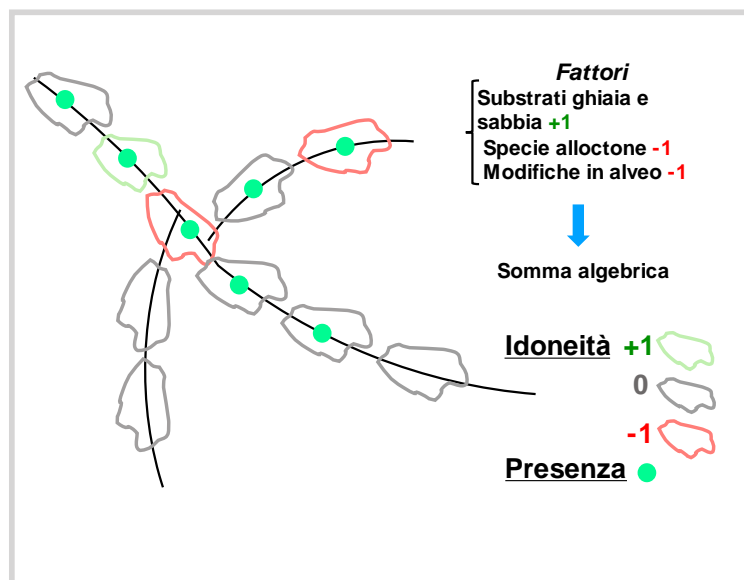 Fattori
Substrati ghiaia e
sabbia +1
Specie alloctone -1
Modifiche in alveo -1
Somma algebrica
Idoneità +1
0
-1
Presenza